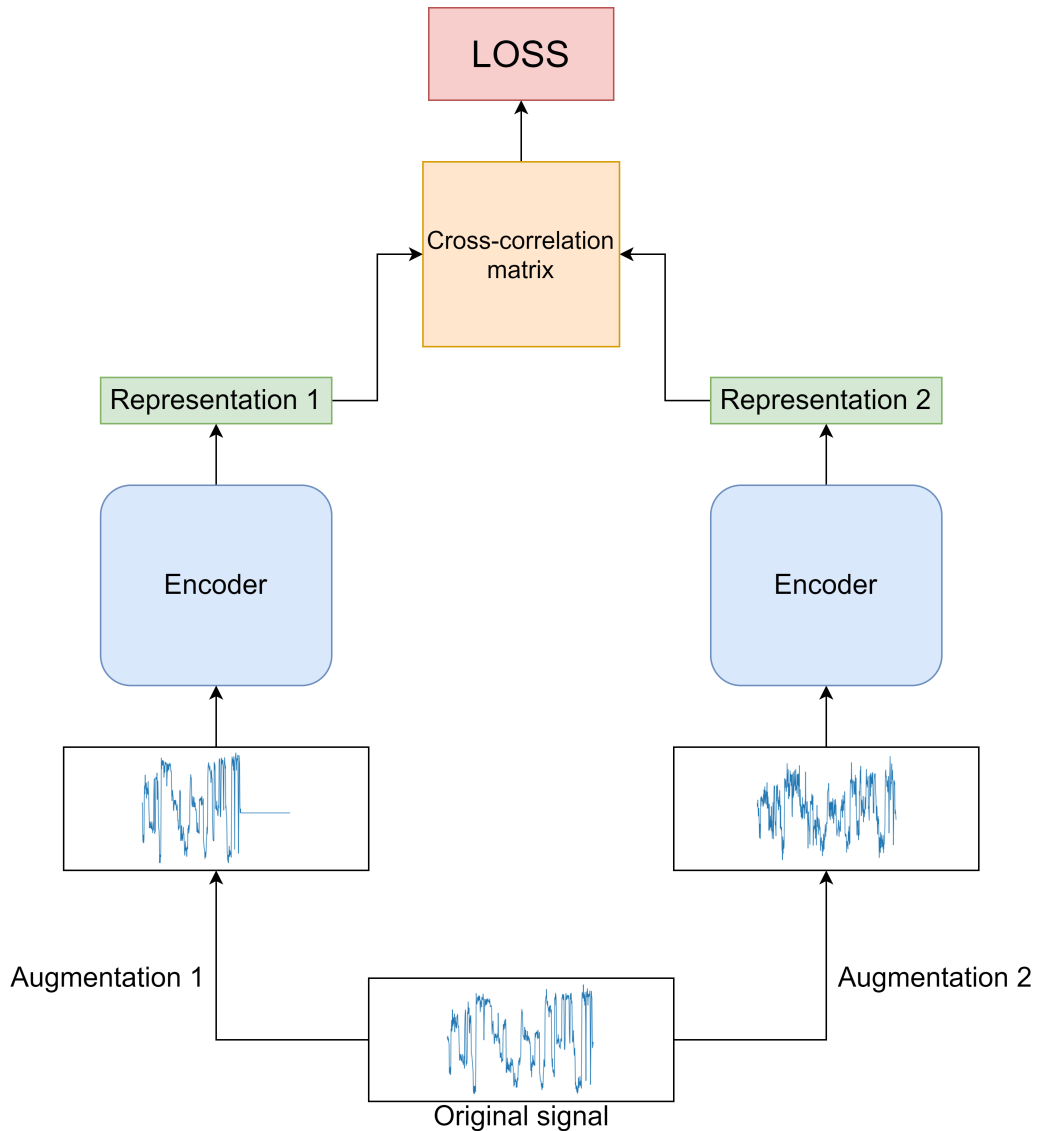 LOSS
Cross-correlation
matrix
Representation 1
Representation 2
Encoder
Encoder
Augmentation 1
Augmentation 2
Original signal